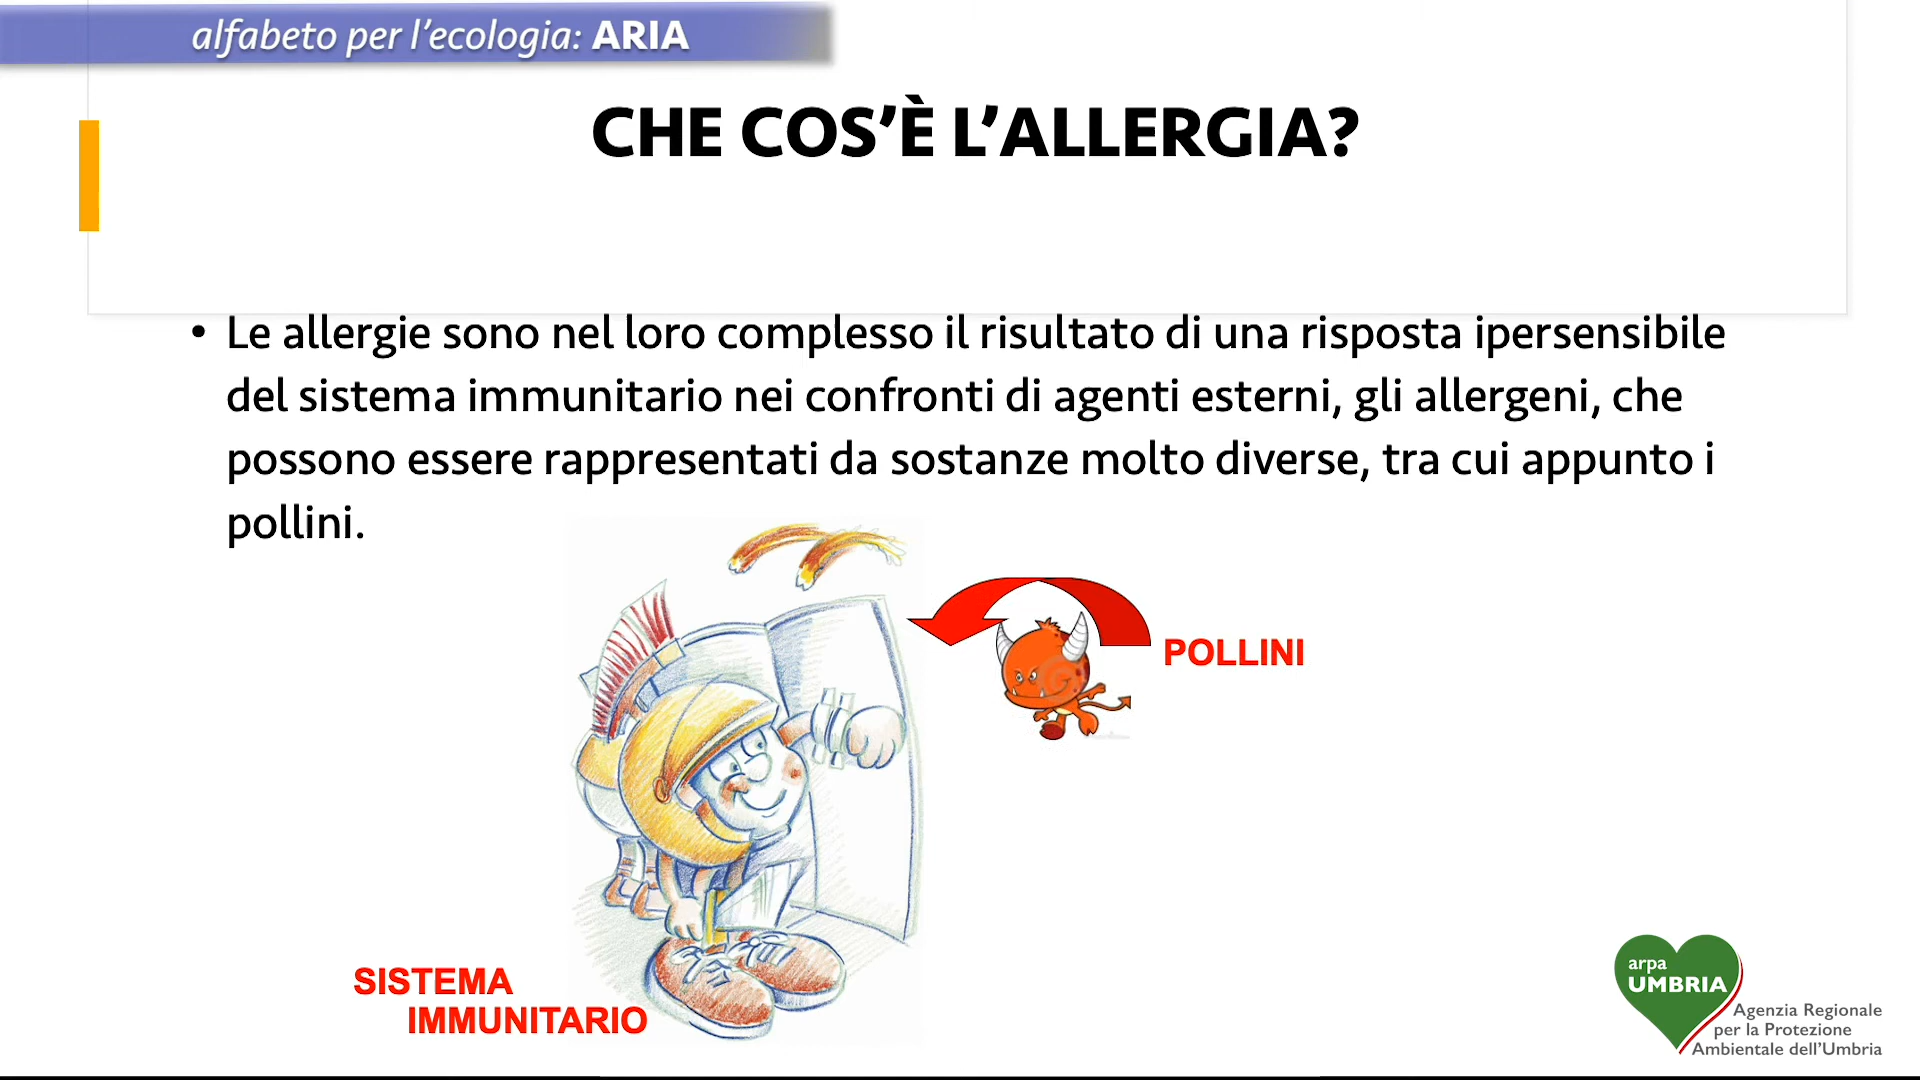 alfabeto per l’ecologia: ARIA
CHE COS’È L’ALLERGIA?
• Le allergie sono nel loro complesso il risultato di una risposta ipersensibile
del sistema immunitario nei confronti di agenti esterni, gli allergeni, che
possono essere rappresentati da sostanze molto diverse, tra cui appunto i
pollini.
POLLINI
SISTEMA
IMMUNITARIO
arpa
UMBRIA
Agenzia Regionale
per la Protezione
Ambientale dell’Umbria